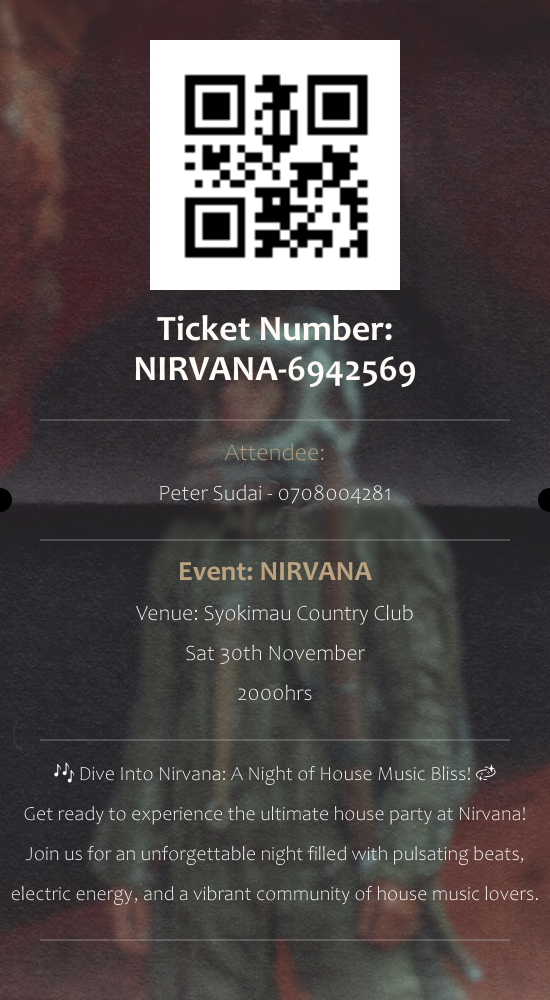 Ticket Number:
NIRVANA-6942569
Attendee:
Peter Sudai - 0708004281
Event: NIRVANA
Venue: Syokimau Country Club
Sat 30th November
2000hrs
🎶 Dive Into Nirvana: A Night of House Music Bliss! 💫
Get ready to experience the ultimate house party at Nirvana!
Join us for an unforgettable night filled with pulsating beats,
electric energy, and a vibrant community of house music lovers.